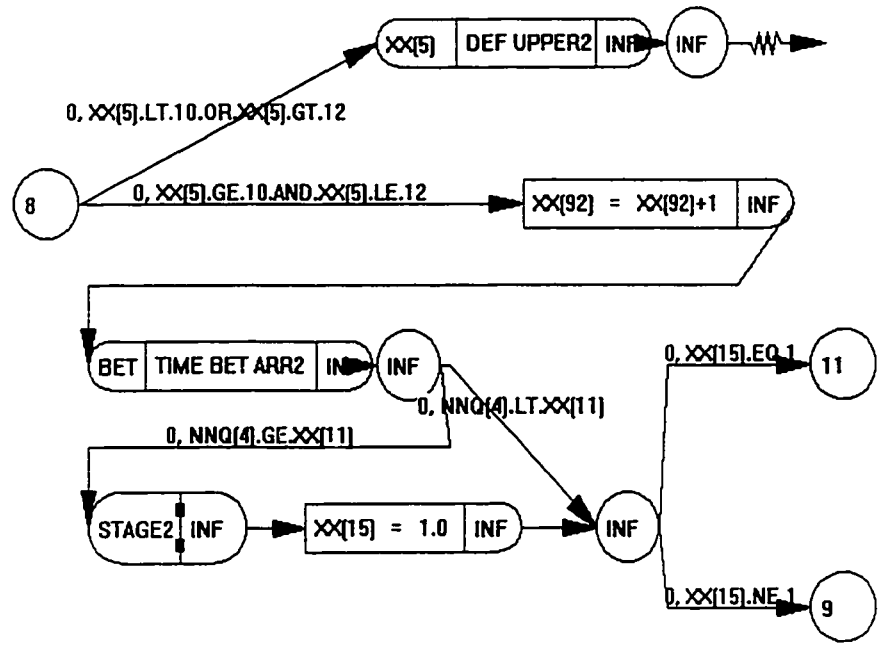 XX[5] DEF UPPER2 INF INF
0, XX[5].LT.10.OR.XX[5].GT.12
8
0, XX[5].GE.10.AND.XX[5].LE.12
XX[92] = XX[92]+1 INF
BET TIME BET ARR2 INF INF
0, XX[15].EQ.1
11
0, NNQ[4].LT.XX[11]
0, NNQ[4].GE.XX[11]
STAGE2 INF
XX[15] = 1.0 INF
INF
0, XX[15].NE.1
9